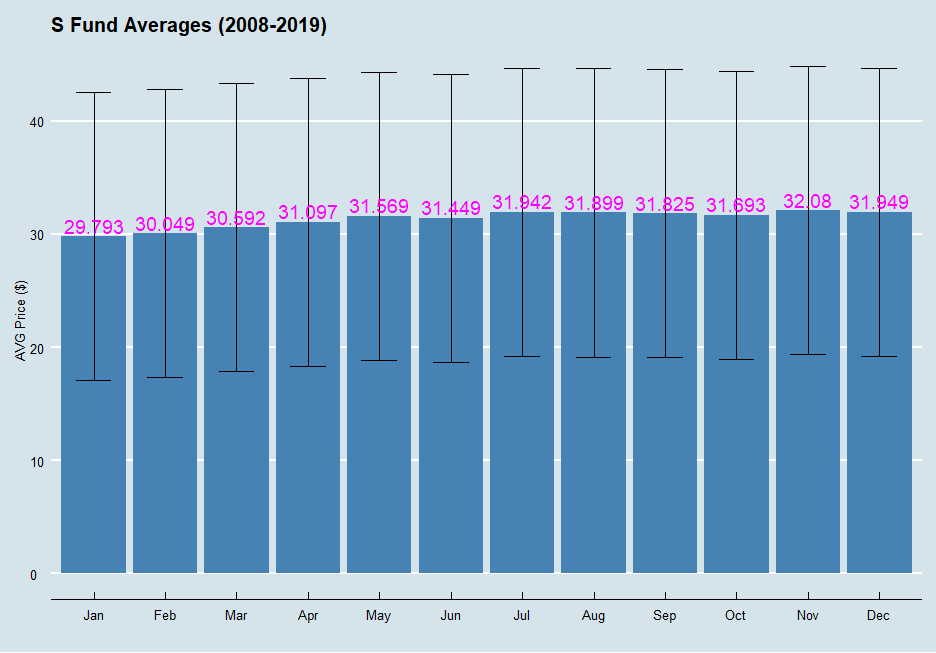 S Fund Averages (2008-2019)
AVG Price ($)
40
30
20
10
0
29.793 30.049 30.592 31.097 31.569 31.449 31.942 31.899 31.825 31.693 32.08 31.949
Jan Feb Mar Apr May Jun Jul Aug Sep Oct Nov Dec